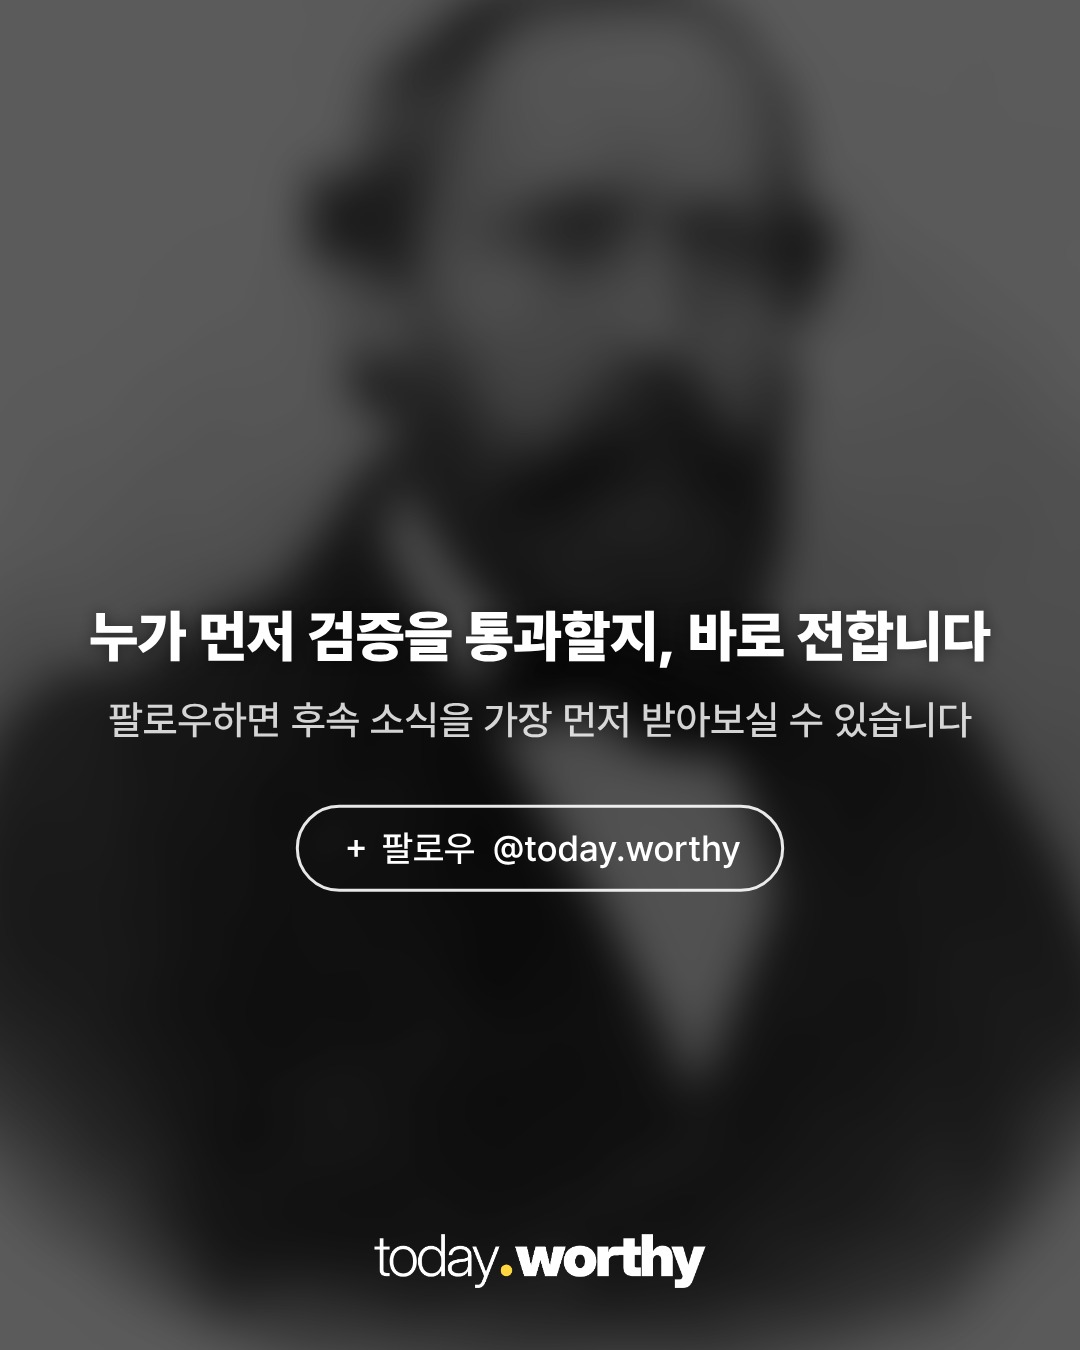 누가 먼저 검증을 통과할지, 바로 전합니다
팔로우하면 후속 소식을 가장 먼저 받아보실 수 있습니다
+ 팔로우 @today.worthy
today.worthy